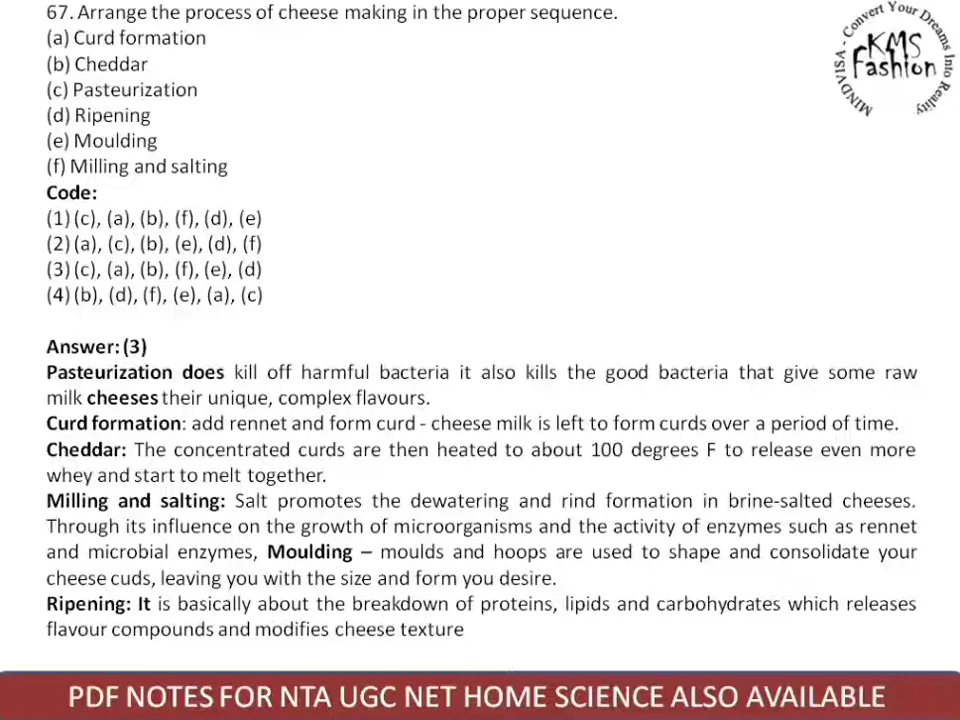 67. Arrange the process of cheese making in the proper sequence.
(a) Curd formation
(b) Cheddar
(c) Pasteurization
(d) Ripening
(e) Moulding
(f) Milling and salting
Code:
(1) (c), (a), (b), (f), (d), (e)
(2) (a), (c), (b), (e), (d), (f)
(3) (c), (a), (b), (f), (e), (d)
(4) (b), (d), (f), (e), (a), (c)
Answer: (3)
Pasteurization does kill off harmful bacteria it also kills the good bacteria that give some raw
milk cheeses their unique, complex flavours.
Curd formation: add rennet and form curd - cheese milk is left to form curds over a period of time.
Cheddar: The concentrated curds are then heated to about 100 degrees F to release even more
whey and start to melt together.
Milling and salting: Salt promotes the dewatering and rind formation in brine-salted cheeses.
Through its influence on the growth of microorganisms and the activity of enzymes such as rennet
and microbial enzymes, Moulding – moulds and hoops are used to shape and consolidate your
cheese cuds, leaving you with the size and form you desire.
Ripening: It is basically about the breakdown of proteins, lipids and carbohydrates which releases
flavour compounds and modifies cheese texture
MINDVISA - Convert Your Dreams Into Reality
KMS
Fashion
PDF NOTES FOR NTA UGC NET HOME SCIENCE ALSO AVAILABLE